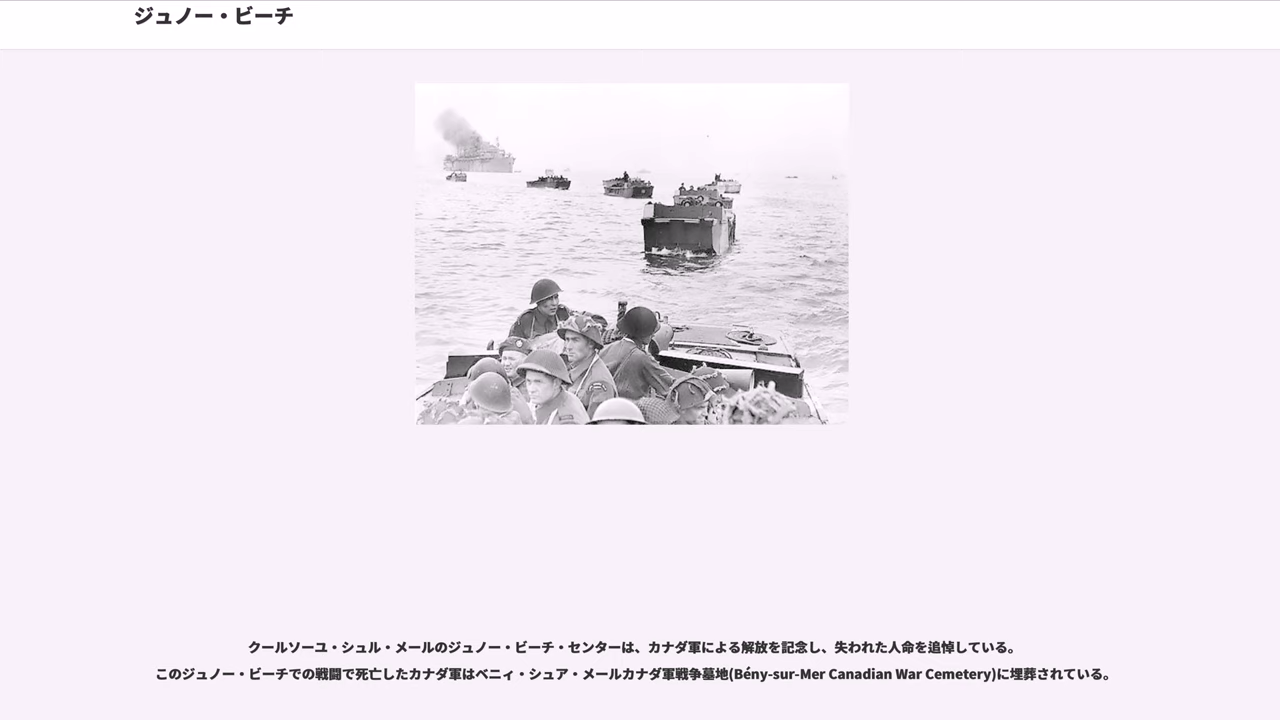 ジュノー・ビーチ
クールソーユ・シュル・メールのジュノー・ビーチ・センターは、カナダ軍による解放を記念し、失われた人命を追悼している。
このジュノー・ビーチでの戦闘で死亡したカナダ軍はベニィ・シュア・メールカナダ軍戦争墓地(Bény-sur-Mer Canadian War Cemetery)に埋葬されている。